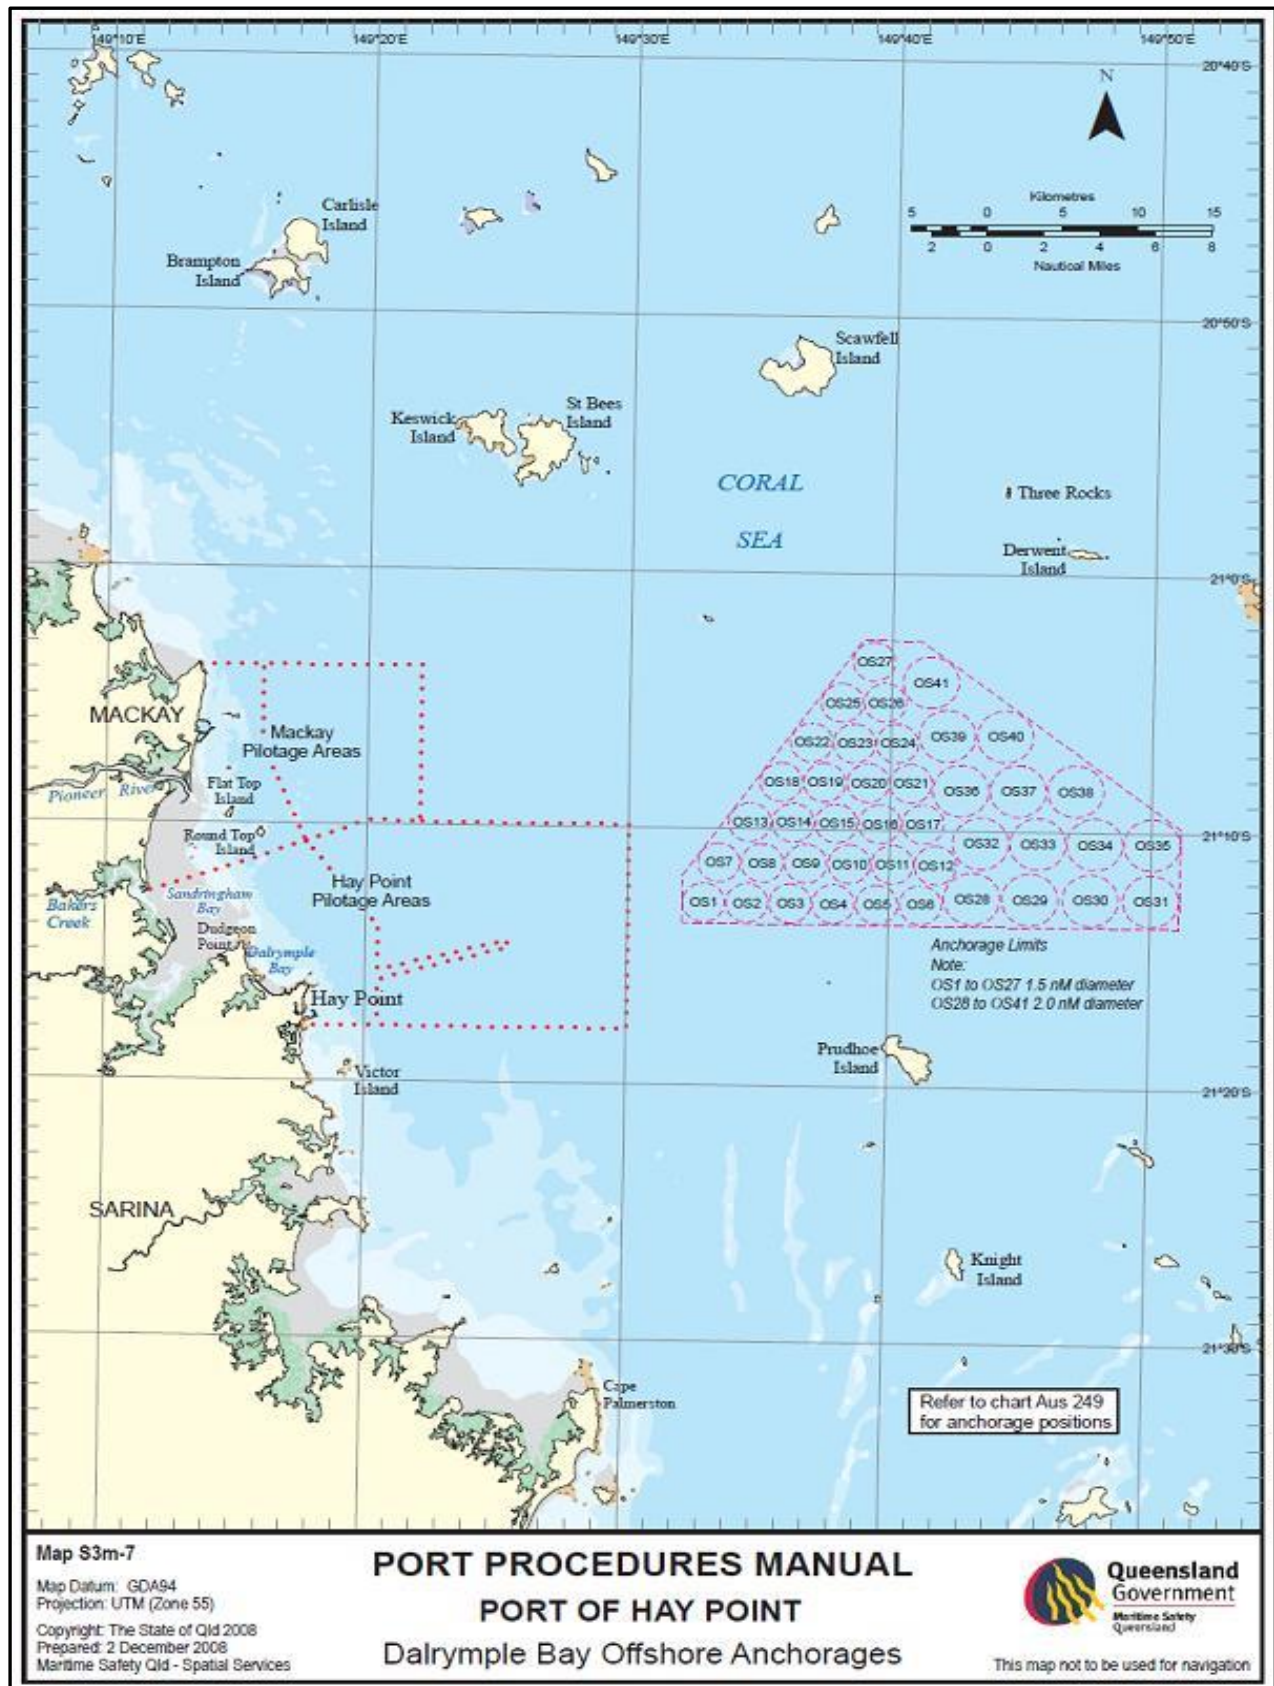 149°10'E
149°20'E
149°30'E
149°40'E
149°50'E
20°40'S
N
Kilometres
5 0 5 10 15
2 0 2 4 6 8
Nautical Miles
Carlisle
Island
Brampton
Island
20°50'S
Scawfell
Island
St Bees
Island
Keswick
Island
CORAL
SEA
Three Rocks
Derwent
Island
21°0'S
MACKAY
Mackay
Pilotage Areas
Pioneer River
Flat Top
Island
Round Top
Island
OS27
OS41
OS25 OS26
OS22 OS23 OS24 OS39 OS40
OS18 OS19 OS20 OS21 OS36 OS37 OS38
OS13 OS14 OS15 OS16 OS17
21°10'S
OS32 OS33 OS34 OS35
OS7 OS8 OS9 OS10 OS11 OS12
OS1 OS2 OS3 OS4 OS5 OS6 OS28 OS29 OS30 OS31
Hay Point
Pilotage Areas
Sandringham
Bay
Bakers
Creek
Dudgeon
Point
Dalrymple
Bay
Anchorage Limits
Note:
OS1 to OS27 1.5 nM diameter
OS28 to OS41 2.0 nM diameter
Hay Point
Prudhoe
Island
Victor
Island
21°20'S
SARINA
Knight
Island
21°30'S
Cape
Palmerston
Refer to chart Aus 249
for anchorage positions
Map S3m-7
Map Datum: GDA94
Projection: UTM (Zone 55)
Copyright: The State of Qld 2008
Prepared: 2 December 2008
Maritime Safety Qld - Spatial Services
PORT PROCEDURES MANUAL
PORT OF HAY POINT
Dalrymple Bay Offshore Anchorages
Queensland
Government
Maritime Safety
Queensland
This map not to be used for navigation